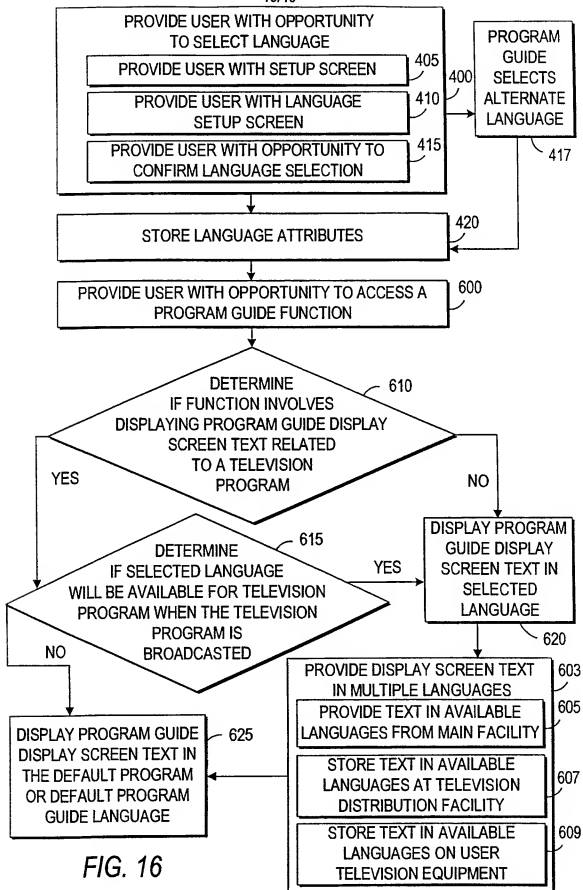 PROVIDE USER WITH OPPORTUNITY
TO SELECT LANGUAGE
PROVIDE USER WITH SETUP SCREEN
405
PROVIDE USER WITH LANGUAGE
SETUP SCREEN
410
PROVIDE USER WITH OPPORTUNITY TO
CONFIRM LANGUAGE SELECTION
415
400
PROGRAM
GUIDE
SELECTS
ALTERNATE
LANGUAGE
417
STORE LANGUAGE ATTRIBUTES
420
PROVIDE USER WITH OPPORTUNITY TO ACCESS A
PROGRAM GUIDE FUNCTION
600
DETERMINE
IF FUNCTION INVOLVES
DISPLAYING PROGRAM GUIDE DISPLAY
SCREEN TEXT RELATED
TO A TELEVISION
PROGRAM
610
YES
NO
DETERMINE
IF SELECTED LANGUAGE
WILL BE AVAILABLE FOR TELEVISION
PROGRAM WHEN THE TELEVISION
PROGRAM IS
BROADCASTED
615
YES
NO
DISPLAY PROGRAM
GUIDE DISPLAY
SCREEN TEXT IN
SELECTED
LANGUAGE
620
PROVIDE DISPLAY SCREEN TEXT
IN MULTIPLE LANGUAGES
603
PROVIDE TEXT IN AVAILABLE
LANGUAGES FROM MAIN FACILITY
605
STORE TEXT IN AVAILABLE
LANGUAGES AT TELEVISION
DISTRIBUTION FACILITY
607
STORE TEXT IN AVAILABLE
LANGUAGES ON USER
TELEVISION EQUIPMENT
609
DISPLAY PROGRAM GUIDE
DISPLAY SCREEN TEXT IN
THE DEFAULT PROGRAM
OR DEFAULT PROGRAM
GUIDE LANGUAGE
625
FIG. 16